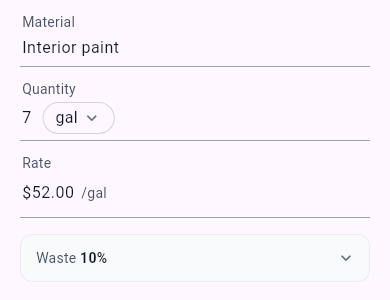 Material
Interior paint
Quantity
7 gal
Rate
$52.00 /gal
Waste 10%